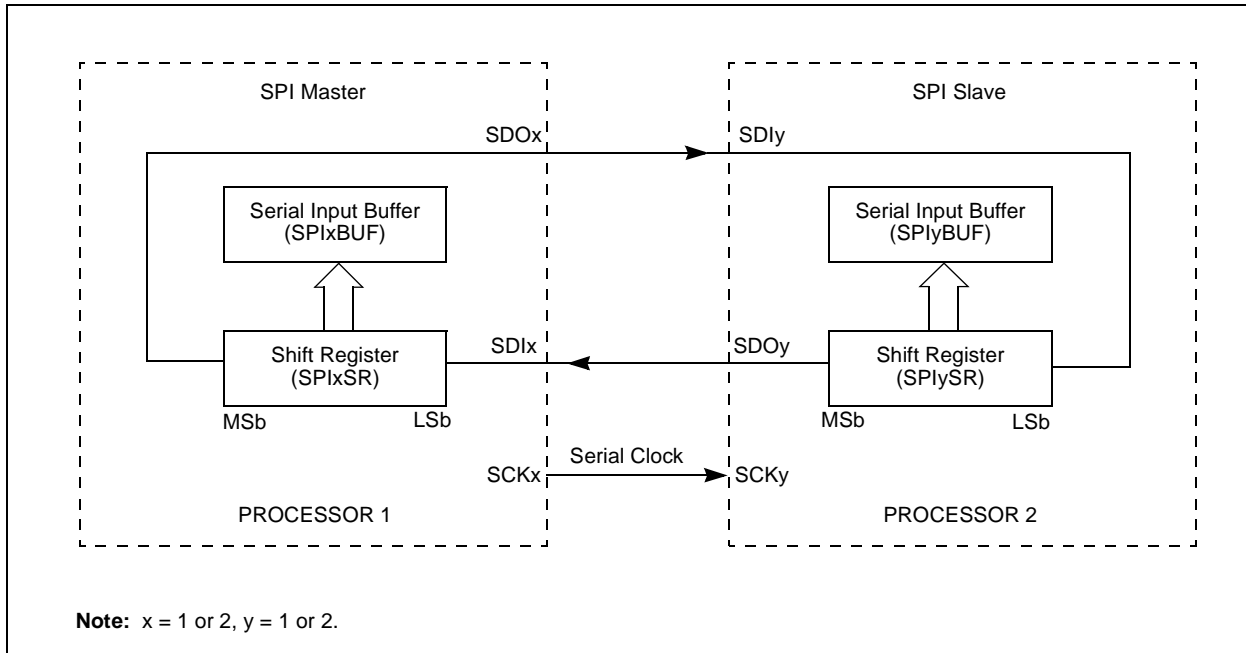 SPI Master
SPI Slave
SDOx
SDIy
Serial Input Buffer
(SPIxBUF)
Serial Input Buffer
(SPIyBUF)
Shift Register
(SPIxSR)
SDIx
SDOy
Shift Register
(SPIySR)
MSb
LSb
MSb
LSb
Serial Clock
SCKx
SCKy
PROCESSOR 1
PROCESSOR 2
Note: x = 1 or 2, y = 1 or 2.